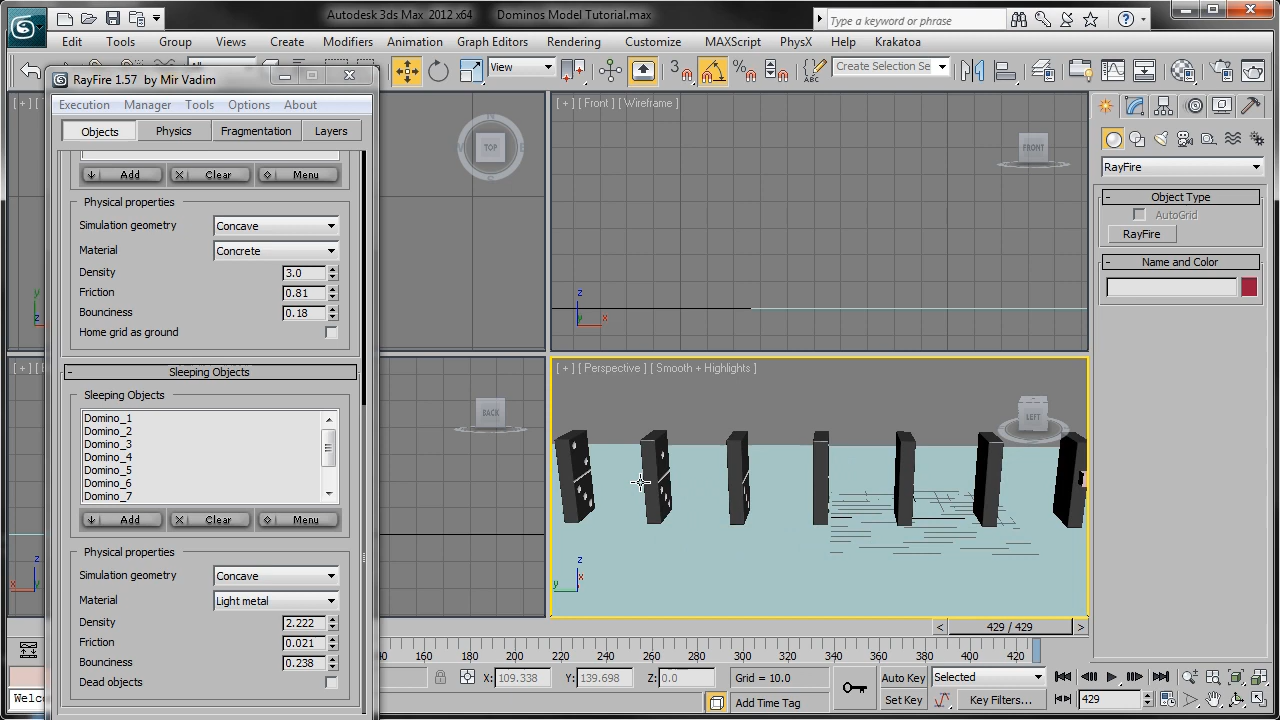 Autodesk 3ds Max 2012 x64 Dominos Model Tutorial.max
Type a keyword or phrase
Edit Tools Group Views Create Modifiers Animation Graph Editors Rendering Customize MAXScript PhysX Help Krakatoa
View
Create Selection Se
ABC
RayFire 1.57 by Mir Vadim
Execution Manager Tools Options About
Objects Physics Fragmentation Layers
Add Clear Menu
Physical properties
Simulation geometry Concave
Material Concrete
Density 3.0
Friction 0.81
Bounciness 0.18
Home grid as ground
Sleeping Objects
Sleeping Objects
Domino_1
Domino_2
Domino_3
Domino_4
Domino_5
Domino_6
Domino_7
Add Clear Menu
Physical properties
Simulation geometry Concave
Material Light metal
Density 2.222
Friction 0.021
Bounciness 0.238
Dead objects
TOP
[ + ] [ Front ] [ Wireframe ]
FRONT
z
x
BACK
[ + ] [ Perspective ] [ Smooth + Highlights ]
LEFT
z
x
y
RayFire
Object Type
AutoGrid
RayFire
Name and Color
< 429 / 429 >
160 180 200 220 240 260 280 300 320 340 360 380 400 420
X: 109.338 Y: 139.698 Z: 0.0 Grid = 10.0
Add Time Tag
Auto Key Selected
Set Key Key Filters...
429
Welco